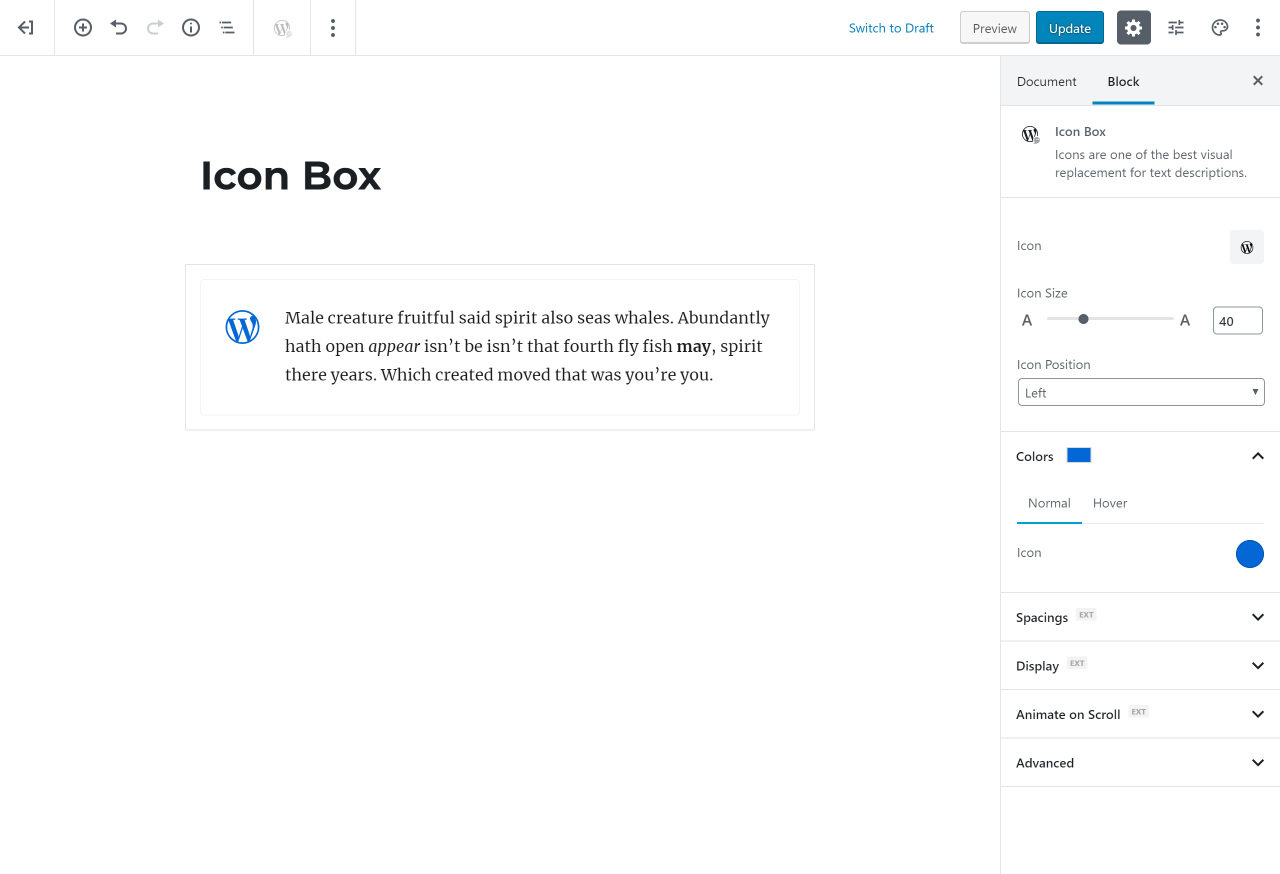 Switch to Draft
Preview
Update
Document
Block
Icon Box
Icons are one of the best visual
replacement for text descriptions.
Icon Box
Male creature fruitful said spirit also seas whales. Abundantly
hath open appear isn’t be isn’t that fourth fly fish may, spirit
there years. Which created moved that was you’re you.
Icon
Icon Size
A A 40
Icon Position
Left
Colors
Normal Hover
Icon
Spacings EXT
Display EXT
Animate on Scroll EXT
Advanced